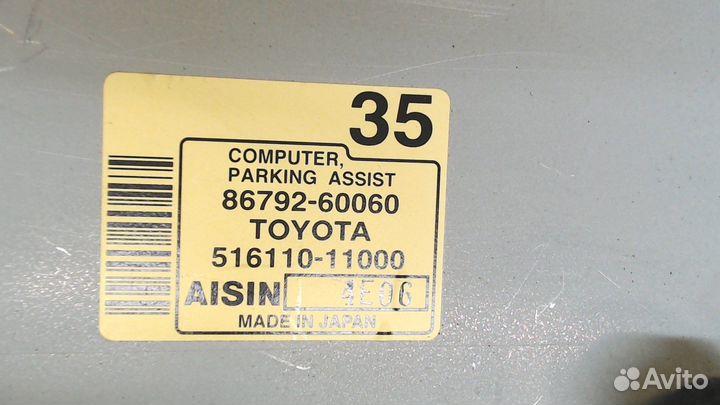 35
COMPUTER,
PARKING ASSIST
86792-60060
TOYOTA
516110-11000
AISIN 4E06
MADE IN JAPAN
Avito